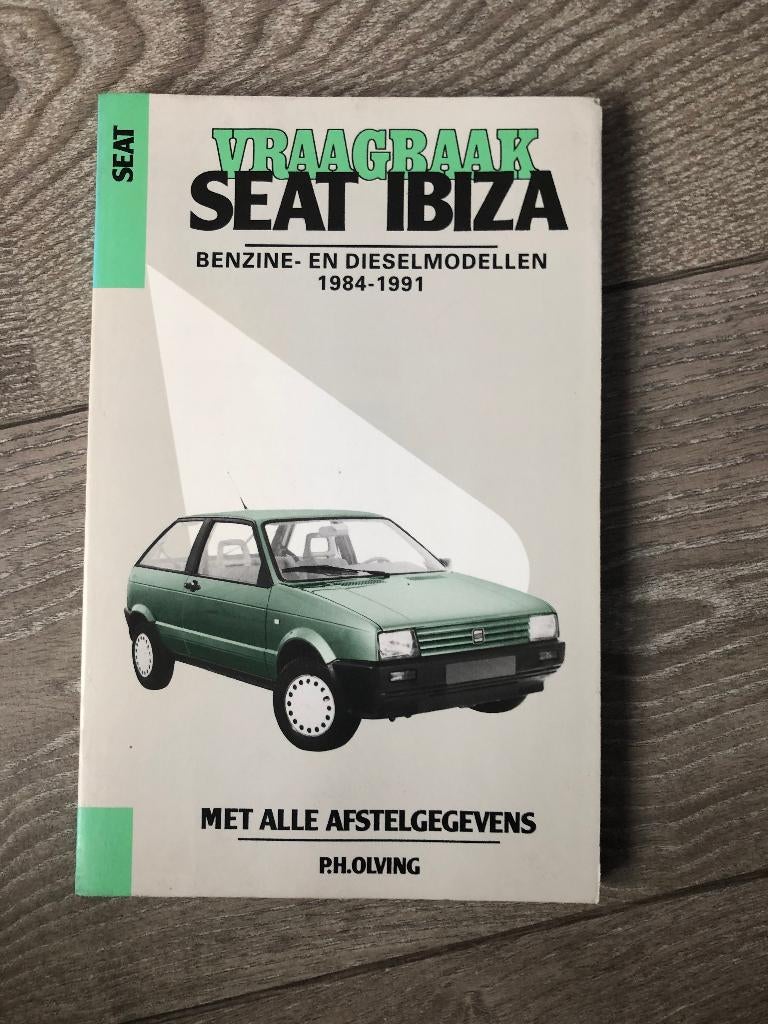 SEAT
VRAAGBAAK
SEAT IBIZA
BENZINE- EN DIESELMODELLEN
1984-1991
MET ALLE AFSTELGEGEVENS
P.H.OLVING